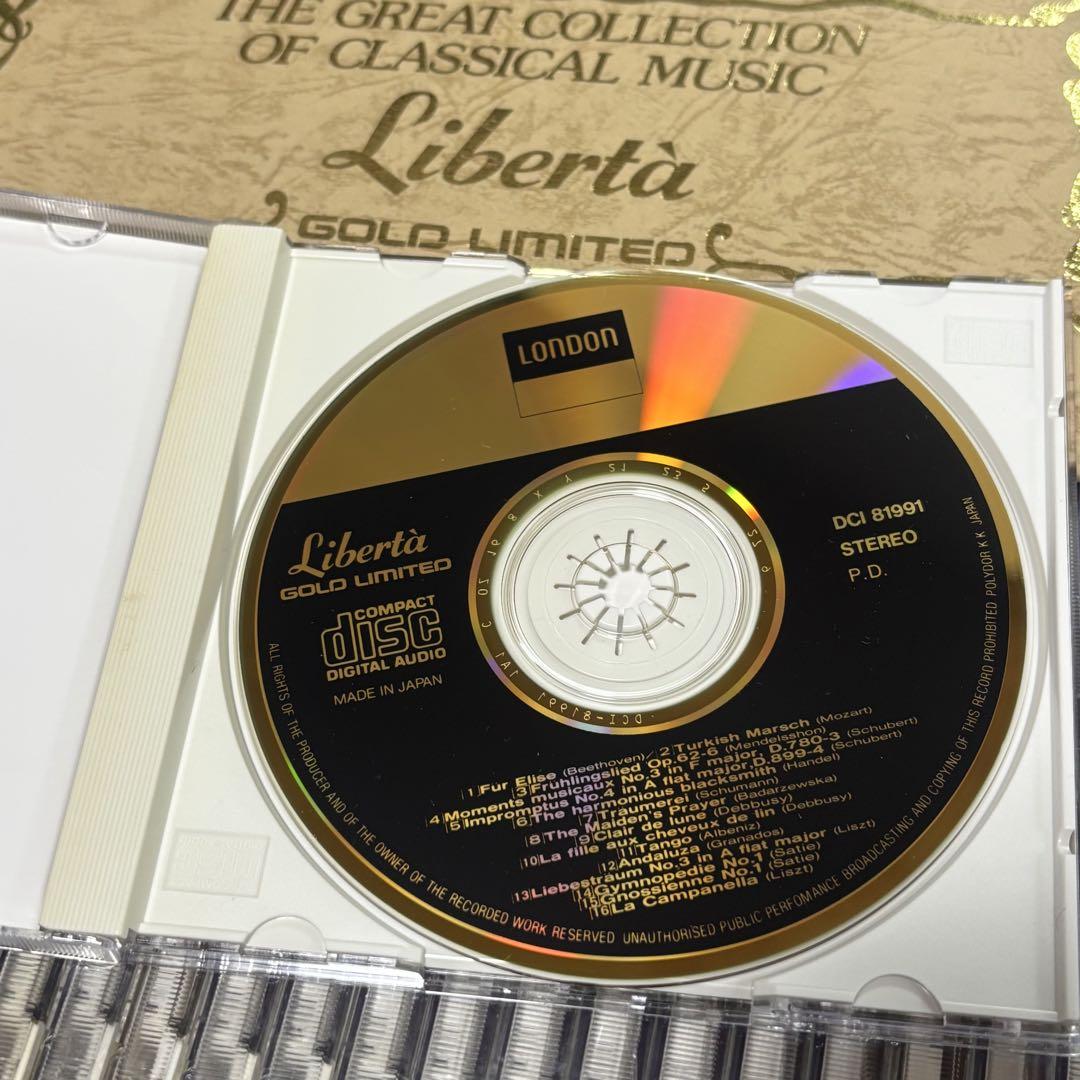 THE GREAT COLLECTION
OF CLASSICAL MUSIC
Libertà
GOLD LIMITED
LONDON
Libertà
GOLD LIMITED
COMPACT
disc
DIGITAL AUDIO
MADE IN JAPAN
DCI 81991
STEREO
P.D.
1 Fur Elise (Beethoven)/ 2 Turkish Marsch (Mozart)
3 Frühlingslied Op.62-6 (Mendelsshon)
4 Moments musicaux No.3 in F major, D.780-3 (Schubert)
5 Impromptus No.4 in A flat major, D.899-4 (Schubert)
6 The harmonious blacksmith (Handel)
7 Träumerei (Schumann)
8 The Maiden's Prayer (Badarzewska)
9 Clair de lune (Debbusy)
10 La fille aux cheveux de lin (Debbusy)
11 Tango (Albeniz)
12 Andaluza (Granados)
13 Liebestraum No.3 in A flat major (Liszt)
14 Gymnopedie No.1 (Satie)
15 Gnossienne No.1 (Satie)
16 La Campanella (Liszt)
ALL RIGHTS OF THE PRODUCER AND OF THE OWNER OF THE RECORDED WORK RESERVED UNAUTHORISED PUBLIC PERFOMANCE BROADCASTING AND COPYING OF THIS RECORD PROHIBITED POLYDOR K K JAPAN
DCI-81991